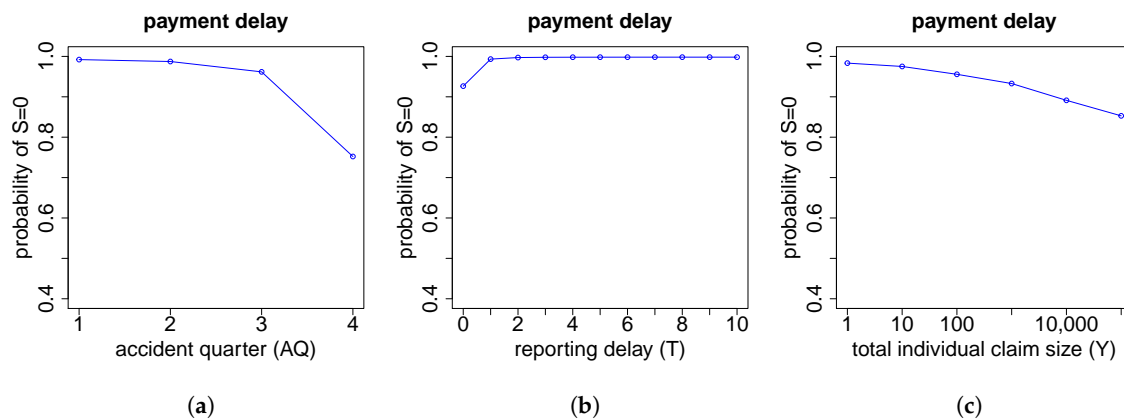 payment delay
probability of S=0
0.4 0.6 0.8 1.0
1 2 3 4
accident quarter (AQ)
(a)
payment delay
probability of S=0
0.4 0.6 0.8 1.0
0 2 4 6 8 10
reporting delay (T)
(b)
payment delay
probability of S=0
0.4 0.6 0.8 1.0
1 10 100 10,000
total individual claim size (Y)
(c)